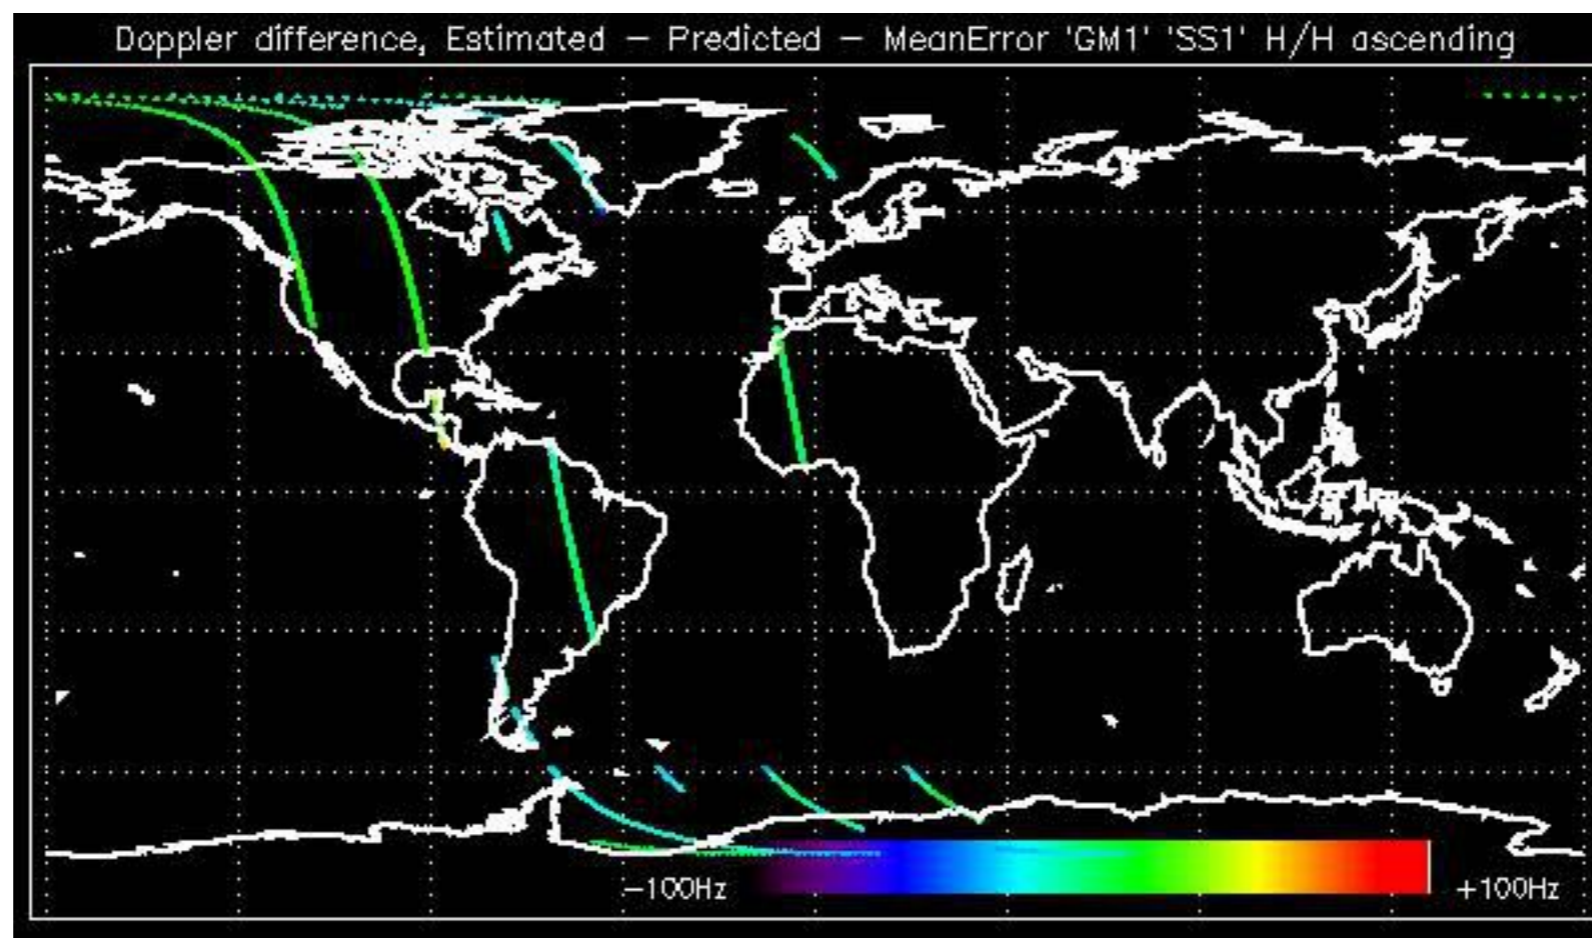 Doppler difference, Estimated − Predicted − MeanError 'GM1' 'SS1' H/H ascending
−100Hz
+100Hz